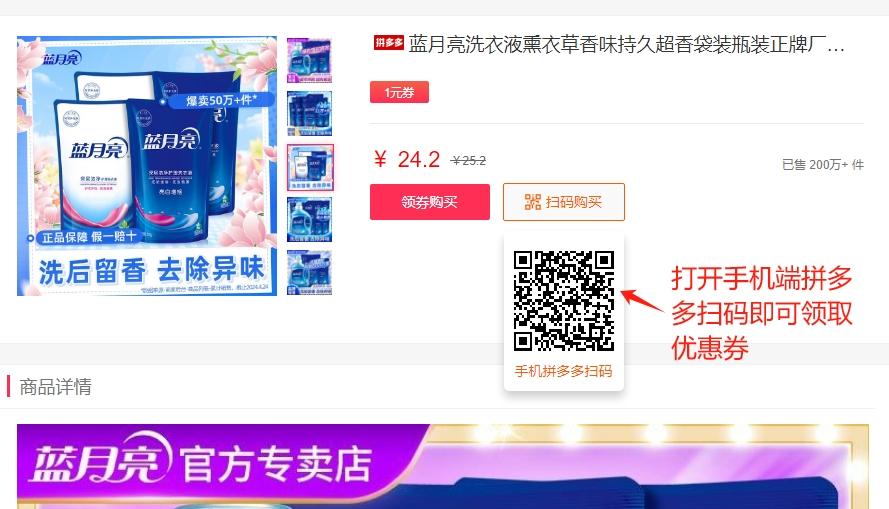 拼多多 蓝月亮洗衣液熏衣草香味持久超香袋装瓶装正牌厂…
1元券
¥ 24.2 ¥25.2
已售 200万+ 件
领券购买
扫码购买
手机拼多多扫码
打开手机端拼多
多扫码即可领取
优惠券
蓝月亮
爆卖50万+件*
蓝月亮
蓝月亮
亮白增艳
正品保障 假一赔十
洗后留香 去除异味
商品详情
蓝月亮 官方专卖店